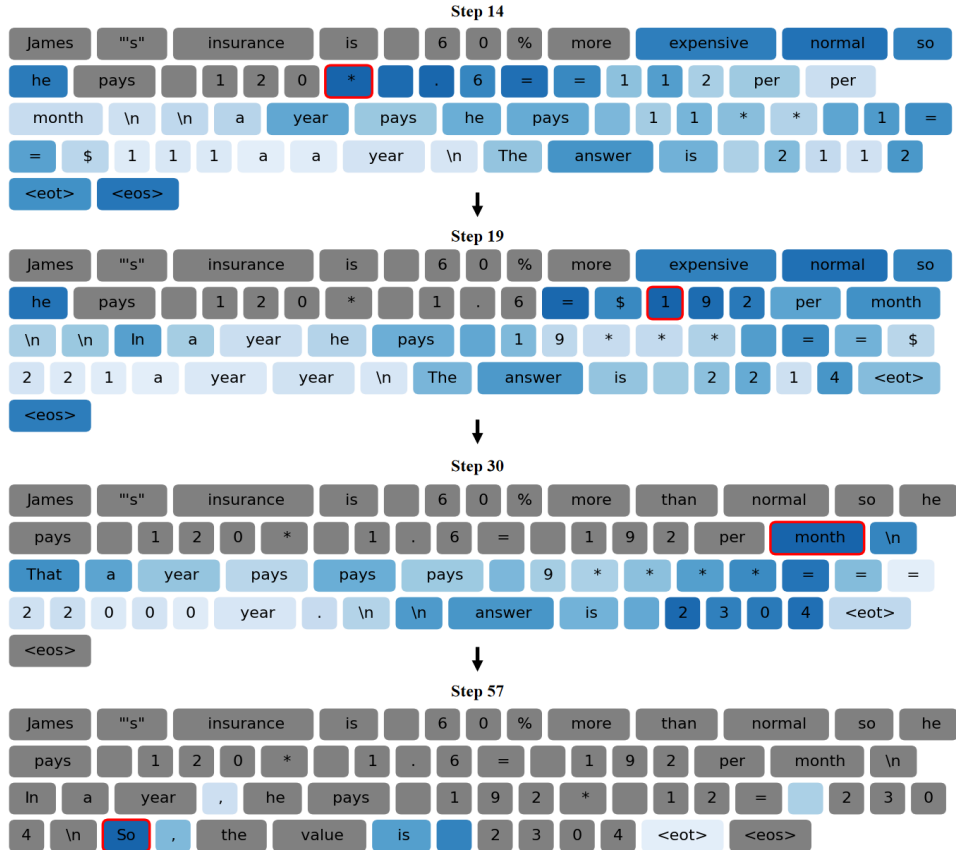 Step 14
James "'s" insurance is 6 0 % more expensive normal so
he pays 1 2 0 * . 6 = = 1 1 2 per per
month \n \n a year pays he pays 1 1 * * 1 =
= $ 1 1 1 a a year \n The answer is 2 1 1 2
<eot> <eos>
Step 19
James "'s" insurance is 6 0 % more expensive normal so
he pays 1 2 0 * 1 . 6 = $ 1 9 2 per month
\n \n In a year he pays 1 9 * * * = = $
2 2 1 a year year \n The answer is 2 2 1 4 <eot>
<eos>
Step 30
James "'s" insurance is 6 0 % more than normal so he
pays 1 2 0 * 1 . 6 = 1 9 2 per month \n
That a year pays pays pays 9 * * * * = = =
2 2 0 0 0 year . \n \n answer is 2 3 0 4 <eot>
<eos>
Step 57
James "'s" insurance is 6 0 % more than normal so he
pays 1 2 0 * 1 . 6 = 1 9 2 per month \n
In a year , he pays 1 9 2 * 1 2 = 2 3 0
4 \n So , the value is 2 3 0 4 <eot> <eos>